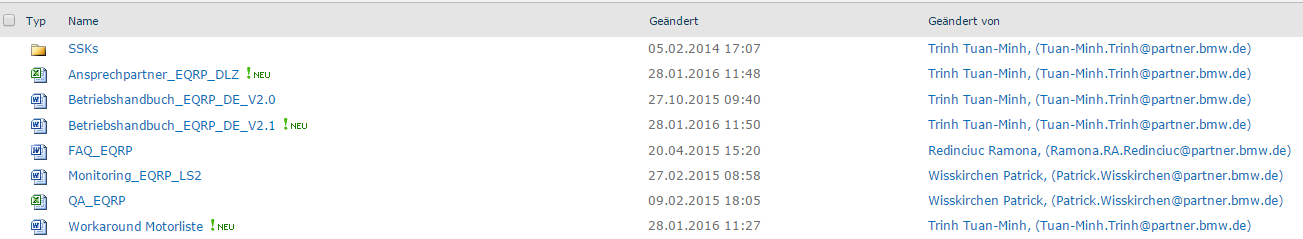 Typ Name Geändert Geändert von
SSKs 05.02.2014 17:07 Trinh Tuan-Minh, (Tuan-Minh.Trinh@partner.bmw.de)
Ansprechpartner_EQRP_DLZ ! NEU 28.01.2016 11:48 Trinh Tuan-Minh, (Tuan-Minh.Trinh@partner.bmw.de)
Betriebshandbuch_EQRP_DE_V2.0 27.10.2015 09:40 Trinh Tuan-Minh, (Tuan-Minh.Trinh@partner.bmw.de)
Betriebshandbuch_EQRP_DE_V2.1 ! NEU 28.01.2016 11:50 Trinh Tuan-Minh, (Tuan-Minh.Trinh@partner.bmw.de)
FAQ_EQRP 20.04.2015 15:20 Redinciuc Ramona, (Ramona.RA.Redinciuc@partner.bmw.de)
Monitoring_EQRP_LS2 27.02.2015 08:58 Wisskirchen Patrick, (Patrick.Wisskirchen@partner.bmw.de)
QA_EQRP 09.02.2015 18:05 Wisskirchen Patrick, (Patrick.Wisskirchen@partner.bmw.de)
Workaround Motorliste ! NEU 28.01.2016 11:27 Trinh Tuan-Minh, (Tuan-Minh.Trinh@partner.bmw.de)